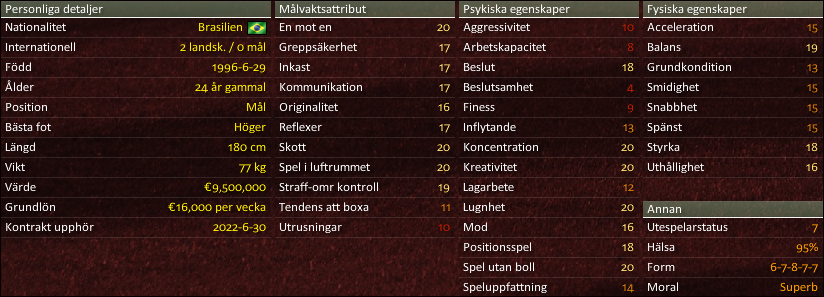 Personliga detaljer
Nationalitet Brasilien
Internationell 2 landsk. / 0 mål
Född 1996-6-29
Ålder 24 år gammal
Position Mål
Bästa fot Höger
Längd 180 cm
Vikt 77 kg
Värde €9,500,000
Grundlön €16,000 per vecka
Kontrakt upphör 2022-6-30
Målvaktsattribut
En mot en 20
Greppsäkerhet 17
Inkast 17
Kommunikation 17
Originalitet 16
Reflexer 17
Skott 20
Spel i luftrummet 20
Straff-omr kontroll 19
Tendens att boxa 11
Utrusningar 10
Psykiska egenskaper
Aggressivitet 10
Arbetskapacitet 8
Beslut 18
Beslutsamhet 4
Finess 9
Inflytande 13
Koncentration 20
Kreativitet 20
Lagarbete 12
Lugnhet 20
Mod 16
Positionsspel 18
Spel utan boll 20
Speluppfattning 14
Fysiska egenskaper
Acceleration 15
Balans 19
Grundkondition 13
Smidighet 15
Snabbhet 15
Spänst 15
Styrka 18
Uthållighet 16
Annan
Utespelarstatus 7
Hälsa 95%
Form 6-7-8-7-7
Moral Superb